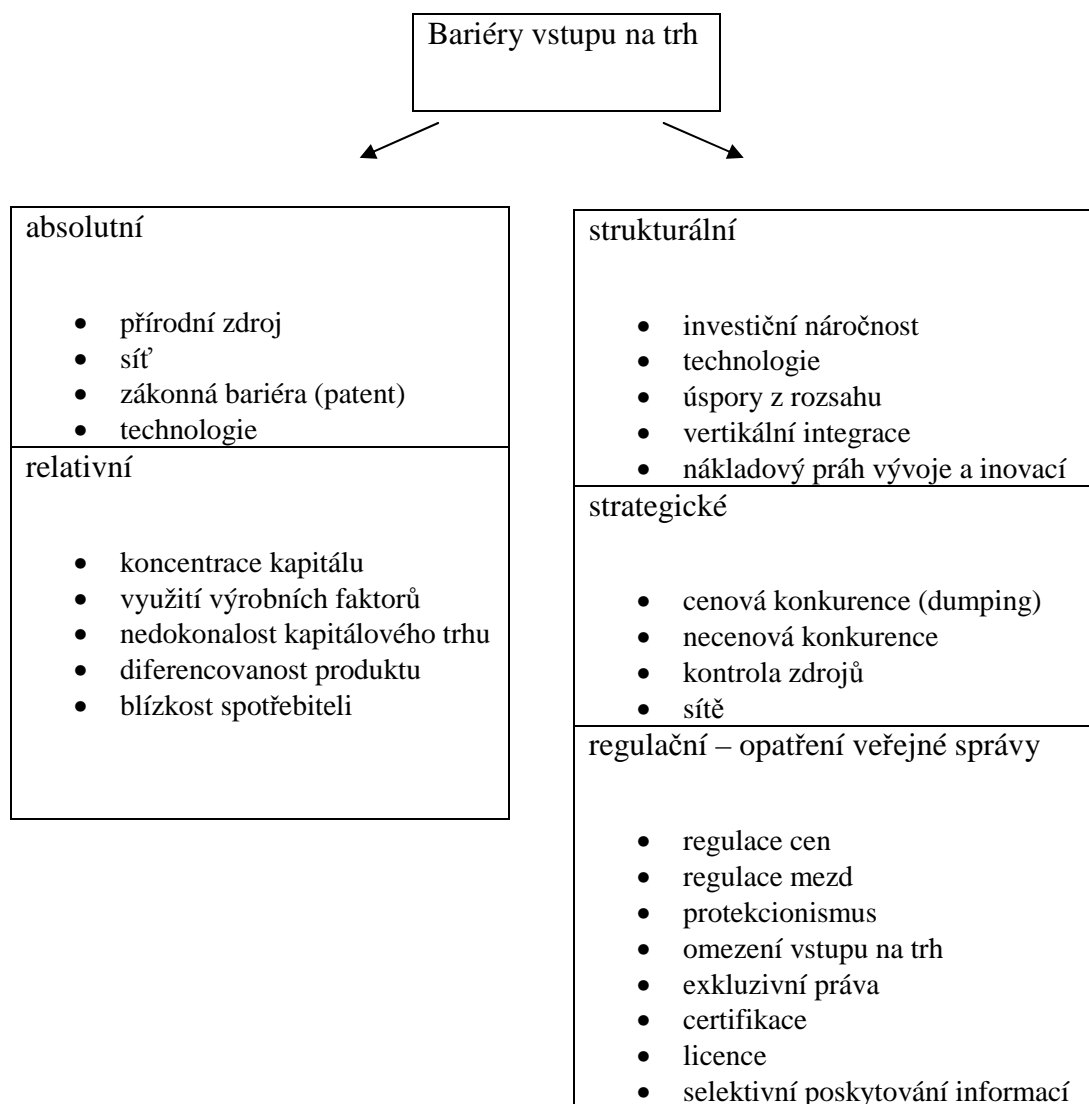 Bariéry vstupu na trh
absolutní
• přírodní zdroj
• síť
• zákonná bariéra (patent)
• technologie
relativní
• koncentrace kapitálu
• využití výrobních faktorů
• nedokonalost kapitálového trhu
• diferencovanost produktu
• blízkost spotřebiteli
strukturální
• investiční náročnost
• technologie
• úspory z rozsahu
• vertikální integrace
• nákladový práh vývoje a inovací
strategické
• cenová konkurence (dumping)
• necenová konkurence
• kontrola zdrojů
• sítě
regulační – opatření veřejné správy
• regulace cen
• regulace mezd
• protekcionismus
• omezení vstupu na trh
• exkluzivní práva
• certifikace
• licence
• selektivní poskytování informací